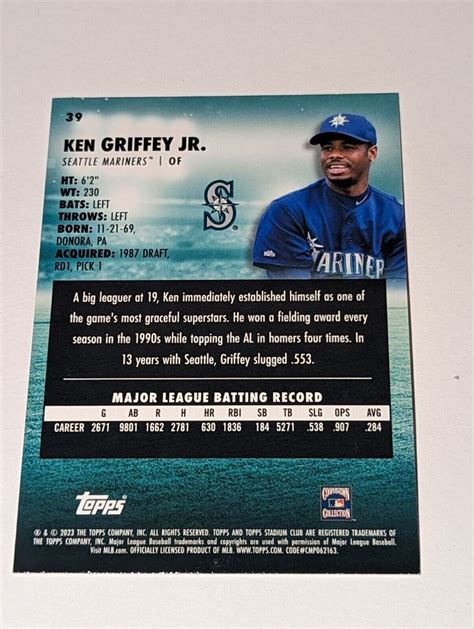 39
KEN GRIFFEY JR.
SEATTLE MARINERS™ | OF
HT: 6'2"
WT: 230
BATS: LEFT
THROWS: LEFT
BORN: 11-21-69,
DONORA, PA
ACQUIRED: 1987 DRAFT,
RD1, PICK 1
S
®
MARINER
A big leaguer at 19, Ken immediately established himself as one of
the game's most graceful superstars. He won a fielding award every
season in the 1990s while topping the AL in homers four times. In
13 years with Seattle, Griffey slugged .553.
MAJOR LEAGUE BATTING RECORD
G AB R H HR RBI SB TB SLG OPS AVG
CAREER 2671 9801 1662 2781 630 1836 184 5271 .538 .907 .284
Topps
COOPERSTOWN
COLLECTION
® & © 2023 THE TOPPS COMPANY, INC. ALL RIGHTS RESERVED. TOPPS AND TOPPS STADIUM CLUB ARE REGISTERED TRADEMARKS OF
THE TOPPS COMPANY, INC. Major League Baseball trademarks and copyrights are used with permission of Major League Baseball.
Visit MLB.com. OFFICIALLY LICENSED PRODUCT OF MLB. WWW.TOPPS.COM. CODE#CMP062163.